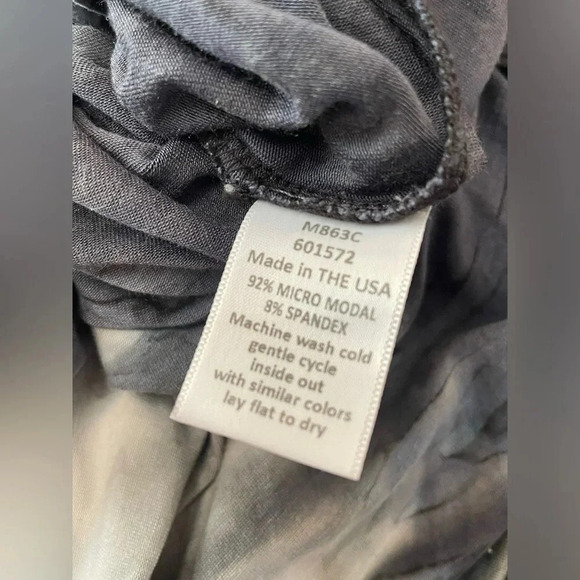 M863C
601572
Made in THE USA
92% MICRO MODAL
8% SPANDEX
Machine wash cold
gentle cycle
inside out
with similar colors
lay flat to dry